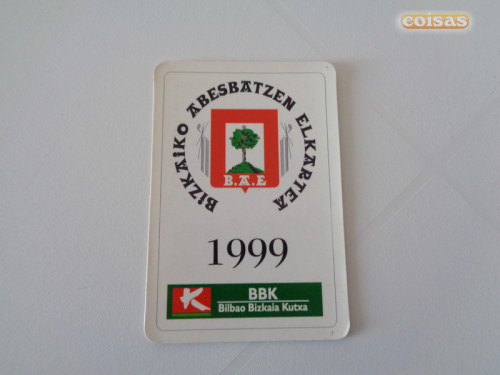 coisas
BIZKAIKO ABESBATZEN ELKARTEA
B.A.E
1999
K
BBK
Bilbao Bizkaia Kutxa